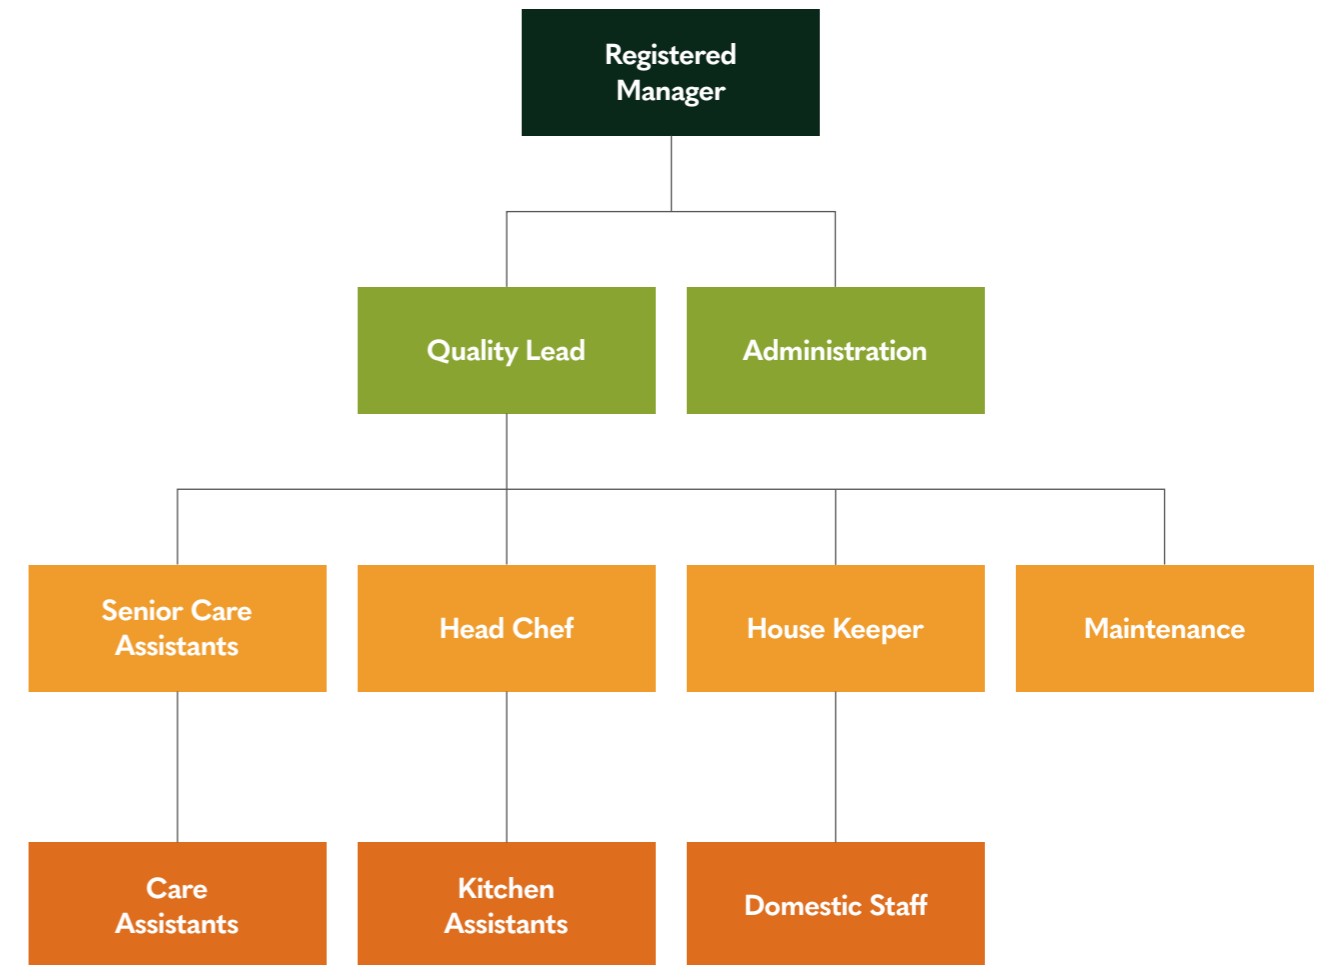 Registered
Manager
Quality Lead
Administration
Senior Care
Assistants
Head Chef
House Keeper
Maintenance
Care
Assistants
Kitchen
Assistants
Domestic Staff